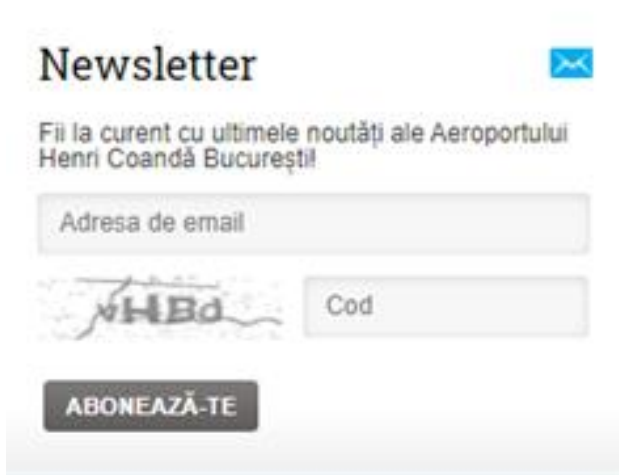 Newsletter
Fii la curent cu ultimele noutăți ale Aeroportului
Henri Coandă București!
Adresa de email
Cod
ABONEAZĂ-TE